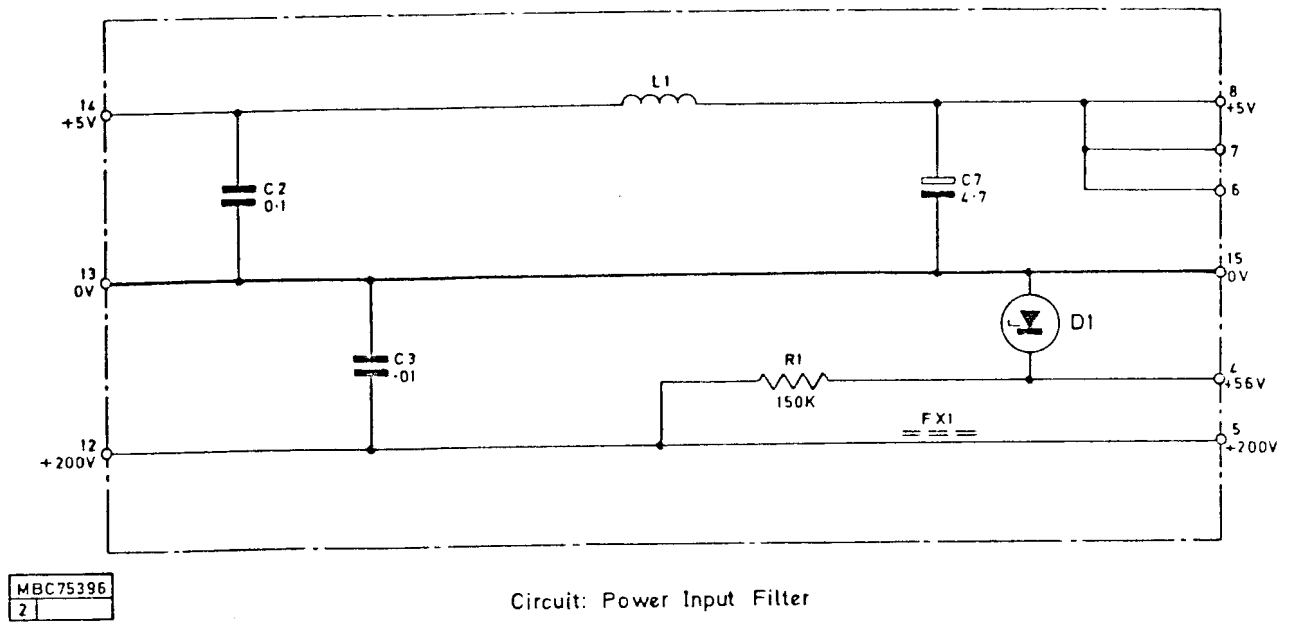 L1
14
+5V
8
+5V
7
6
C2
0·1
C7
4·7
13
0V
15
0V
D1
C3
·01
R1
150K
4
+56V
FX1
12
+200V
5
+200V
MBC75396
2
Circuit: Power Input Filter